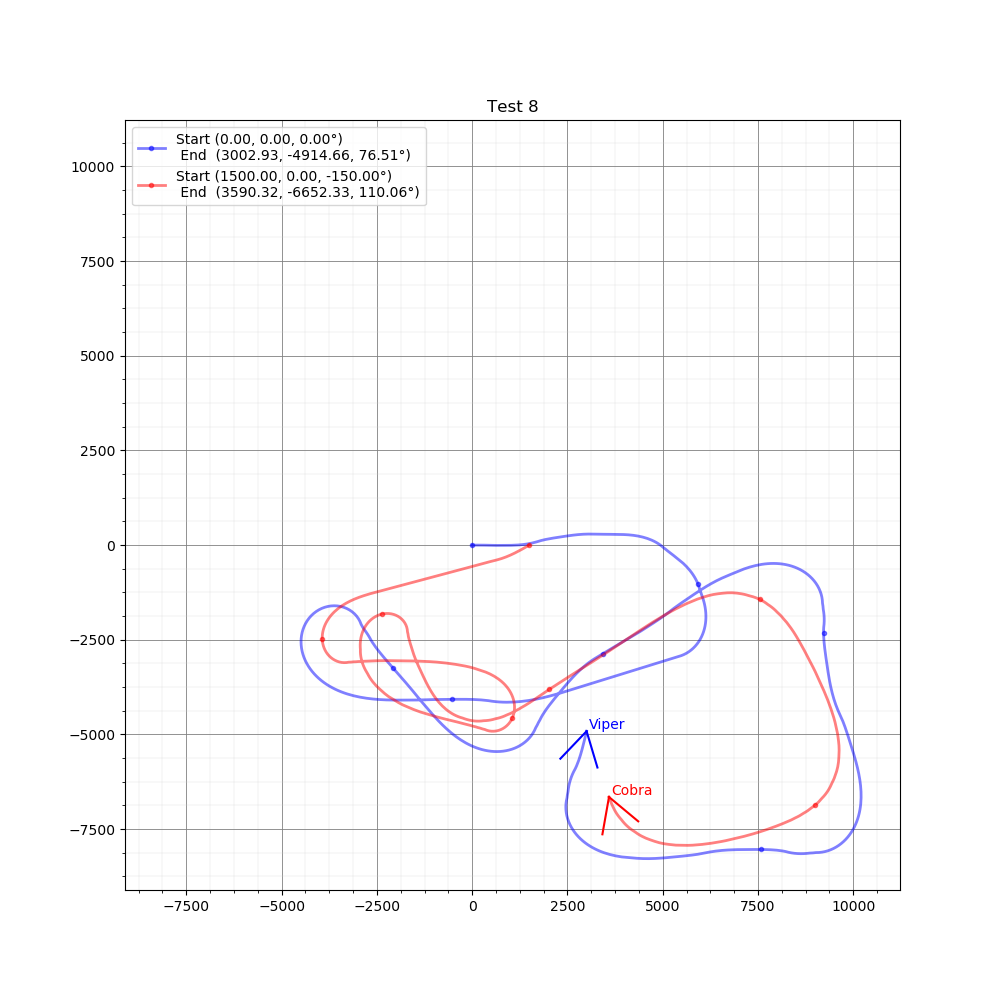 Test 8
Start (0.00, 0.00, 0.00°)
End  (3002.93, -4914.66, 76.51°)
Start (1500.00, 0.00, -150.00°)
End  (3590.32, -6652.33, 110.06°)
10000
7500
5000
2500
0
−2500
−5000
−7500
Viper
Cobra
−7500 −5000 −2500 0 2500 5000 7500 10000